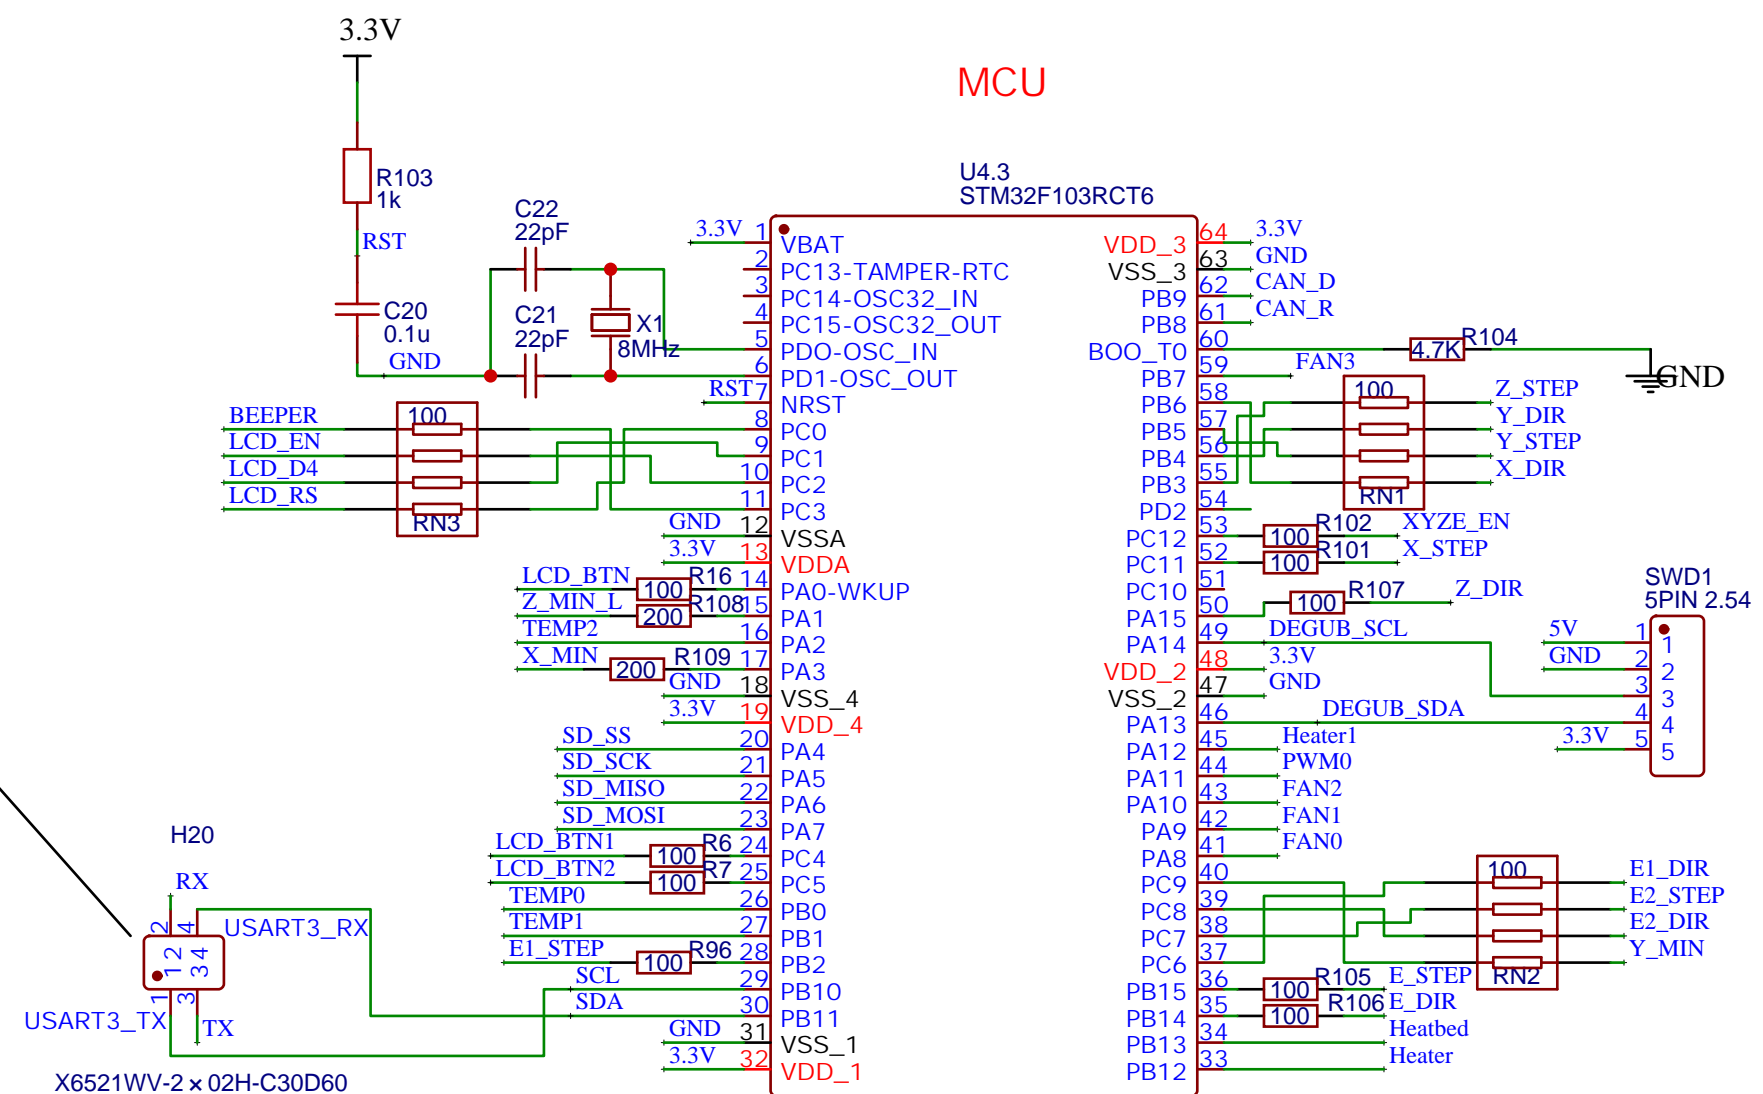 3.3V
MCU
R103
1k
RST
C20
0.1u
GND
C22
22pF
C21
22pF
X1
8MHz
U4.3
STM32F103RCT6
3.3V 1 VBAT
2 PC13-TAMPER-RTC
3 PC14-OSC32_IN
4 PC15-OSC32_OUT
5 PD0-OSC_IN
6 PD1-OSC_OUT
RST 7 NRST
8 PC0
9 PC1
10 PC2
11 PC3
BEEPER
LCD_EN
LCD_D4
LCD_RS
100
RN3
GND 12 VSSA
3.3V 13 VDDA
LCD_BTN 100 R16 14 PA0-WKUP
Z_MIN_L 200 R108 15 PA1
TEMP2 16 PA2
X_MIN 200 R109 17 PA3
GND 18 VSS_4
3.3V 19 VDD_4
SD_SS 20 PA4
SD_SCK 21 PA5
SD_MISO 22 PA6
SD_MOSI 23 PA7
LCD_BTN1 100 R6 24 PC4
LCD_BTN2 100 R7 25 PC5
TEMP0 26 PB0
TEMP1 27 PB1
E1_STEP 100 R96 28 PB2
SCL 29 PB10
SDA 30 PB11
GND 31 VSS_1
3.3V 32 VDD_1
VDD_3 64 3.3V
VSS_3 63 GND
PB9 62 CAN_D
PB8 61 CAN_R
BOO_T0 60 4.7K R104 GND
PB7 59 FAN3
PB6 58
PB5 57
PB4 56
PB3 55
PD2 54
100
RN1
Z_STEP
Y_DIR
Y_STEP
X_DIR
PC12 53 100 R102 XYZE_EN
PC11 52 100 R101 X_STEP
PC10 51
PA15 50 100 R107 Z_DIR
PA14 49 DEGUB_SCL
VDD_2 48 3.3V
VSS_2 47 GND
PA13 46 DEGUB_SDA
PA12 45 Heater1
PA11 44 PWM0
PA10 43 FAN2
PA9 42 FAN1
PA8 41 FAN0
PC9 40
PC8 39
PC7 38
PC6 37
100
RN2
E1_DIR
E2_STEP
E2_DIR
Y_MIN
PB15 36 100 R105 E_STEP
PB14 35 100 R106 E_DIR
PB13 34 Heatbed
PB12 33 Heater
SWD1
5PIN 2.54
5V 1 1
GND 2 2
3 3
4 4
3.3V 5 5
H20
RX
2 4 USART3_RX
2 4
1 3
1 3
USART3_TX TX
X6521WV-2×02H-C30D60